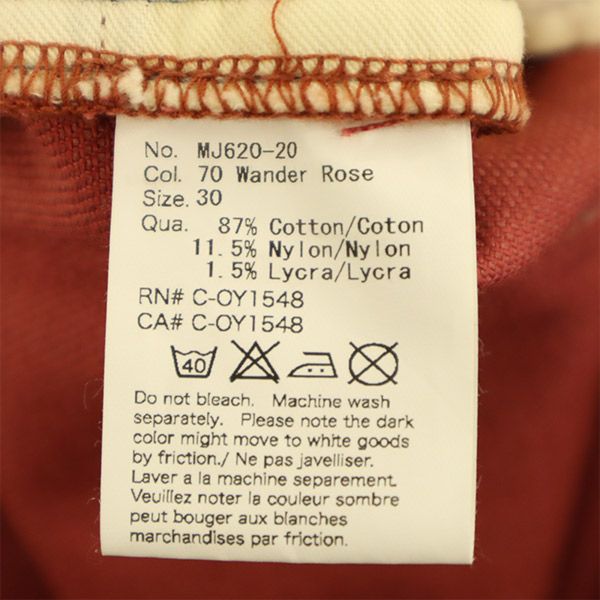 No. MJ620-20
Col. 70 Wander Rose
Size. 30
Qua. 87% Cotton/Coton
11.5% Nylon/Nylon
1.5% Lycra/Lycra
RN# C-OY1548
CA# C-OY1548
40
Do not bleach. Machine wash
separately. Please note the dark
color might move to white goods
by friction./ Ne pas javelliser.
Laver a la machine separement.
Veuillez noter la couleur sombre
peut bouger aux blanches
marchandises par friction.